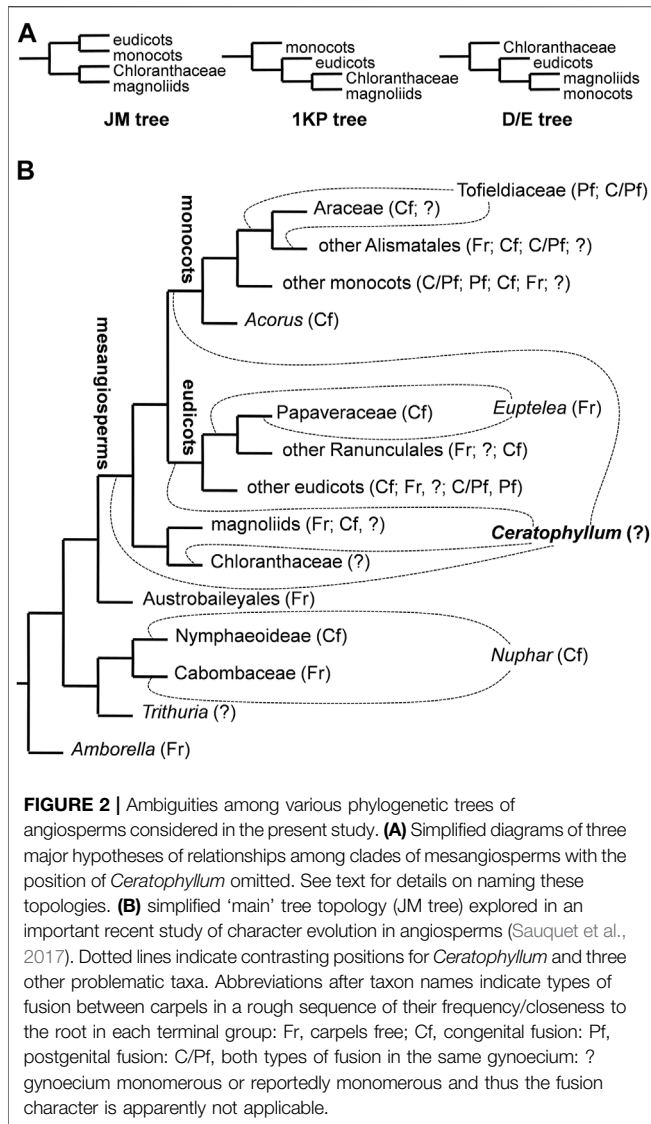 A
eudicots
monocots
Chloranthaceae
magnoliids
JM tree
monocots
eudicots
Chloranthaceae
magnoliids
1KP tree
Chloranthaceae
eudicots
magnoliids
monocots
D/E tree
B
mesangiosperms
monocots
eudicots
Tofieldiaceae (Pf; C/Pf)
Araceae (Cf; ?)
other Alismatales (Fr; Cf; C/Pf; ?)
other monocots (C/Pf; Pf; Cf; Fr; ?)
Acorus (Cf)
Papaveraceae (Cf)
Euptelea (Fr)
other Ranunculales (Fr; ?; Cf)
other eudicots (Cf; Fr, ?; C/Pf, Pf)
magnoliids (Fr; Cf, ?)
Ceratophyllum (?)
Chloranthaceae (?)
Austrobaileyales (Fr)
Nymphaeoideae (Cf)
Nuphar (Cf)
Cabombaceae (Fr)
Trithuria (?)
Amborella (Fr)
FIGURE 2 | Ambiguities among various phylogenetic trees of
angiosperms considered in the present study. (A) Simplified diagrams of three
major hypotheses of relationships among clades of mesangiosperms with the
position of Ceratophyllum omitted. See text for details on naming these
topologies. (B) simplified ‘main’ tree topology (JM tree) explored in an
important recent study of character evolution in angiosperms (Sauquet et al.,
2017). Dotted lines indicate contrasting positions for Ceratophyllum and three
other problematic taxa. Abbreviations after taxon names indicate types of
fusion between carpels in a rough sequence of their frequency/closeness to
the root in each terminal group: Fr, carpels free; Cf, congenital fusion: Pf,
postgenital fusion: C/Pf, both types of fusion in the same gynoecium: ?
gynoecium monomerous or reportedly monomerous and thus the fusion
character is apparently not applicable.